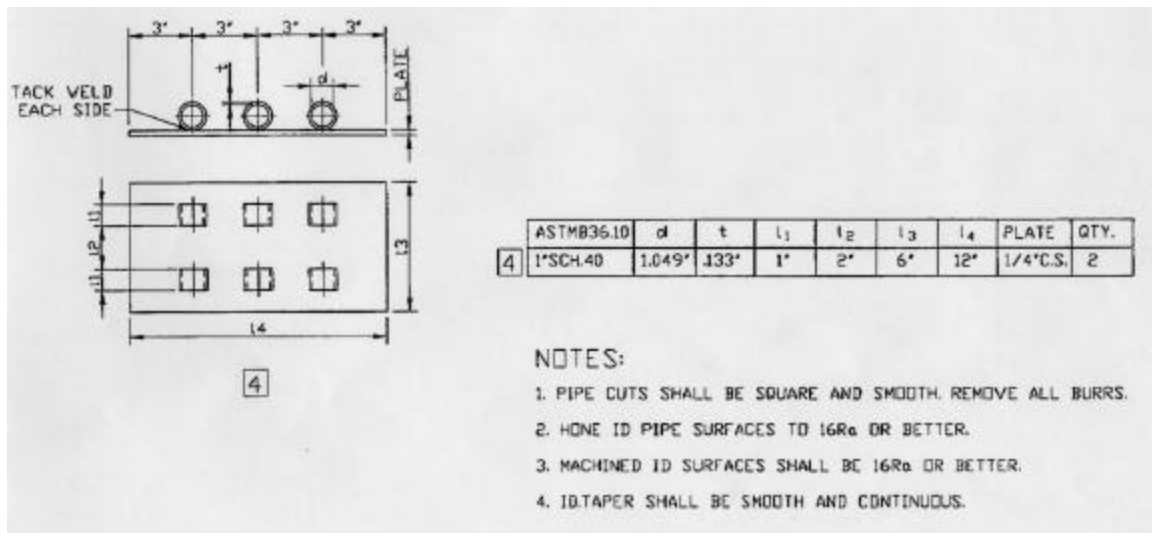 3" 3" 3" 3"
t d
PLATE
TACK WELD
EACH SIDE
l1
l2
l1
l3
l4
4
ASTMB36.10 d t l1 l2 l3 l4 PLATE QTY.
4 1"SCH.40 1.049" .133" 1" 2" 6" 12" 1/4"C.S. 2
NOTES:
1. PIPE CUTS SHALL BE SQUARE AND SMOOTH. REMOVE ALL BURRS.
2. HONE ID PIPE SURFACES TO 16Ra OR BETTER.
3. MACHINED ID SURFACES SHALL BE 16Ra OR BETTER.
4. ID.TAPER SHALL BE SMOOTH AND CONTINUOUS.